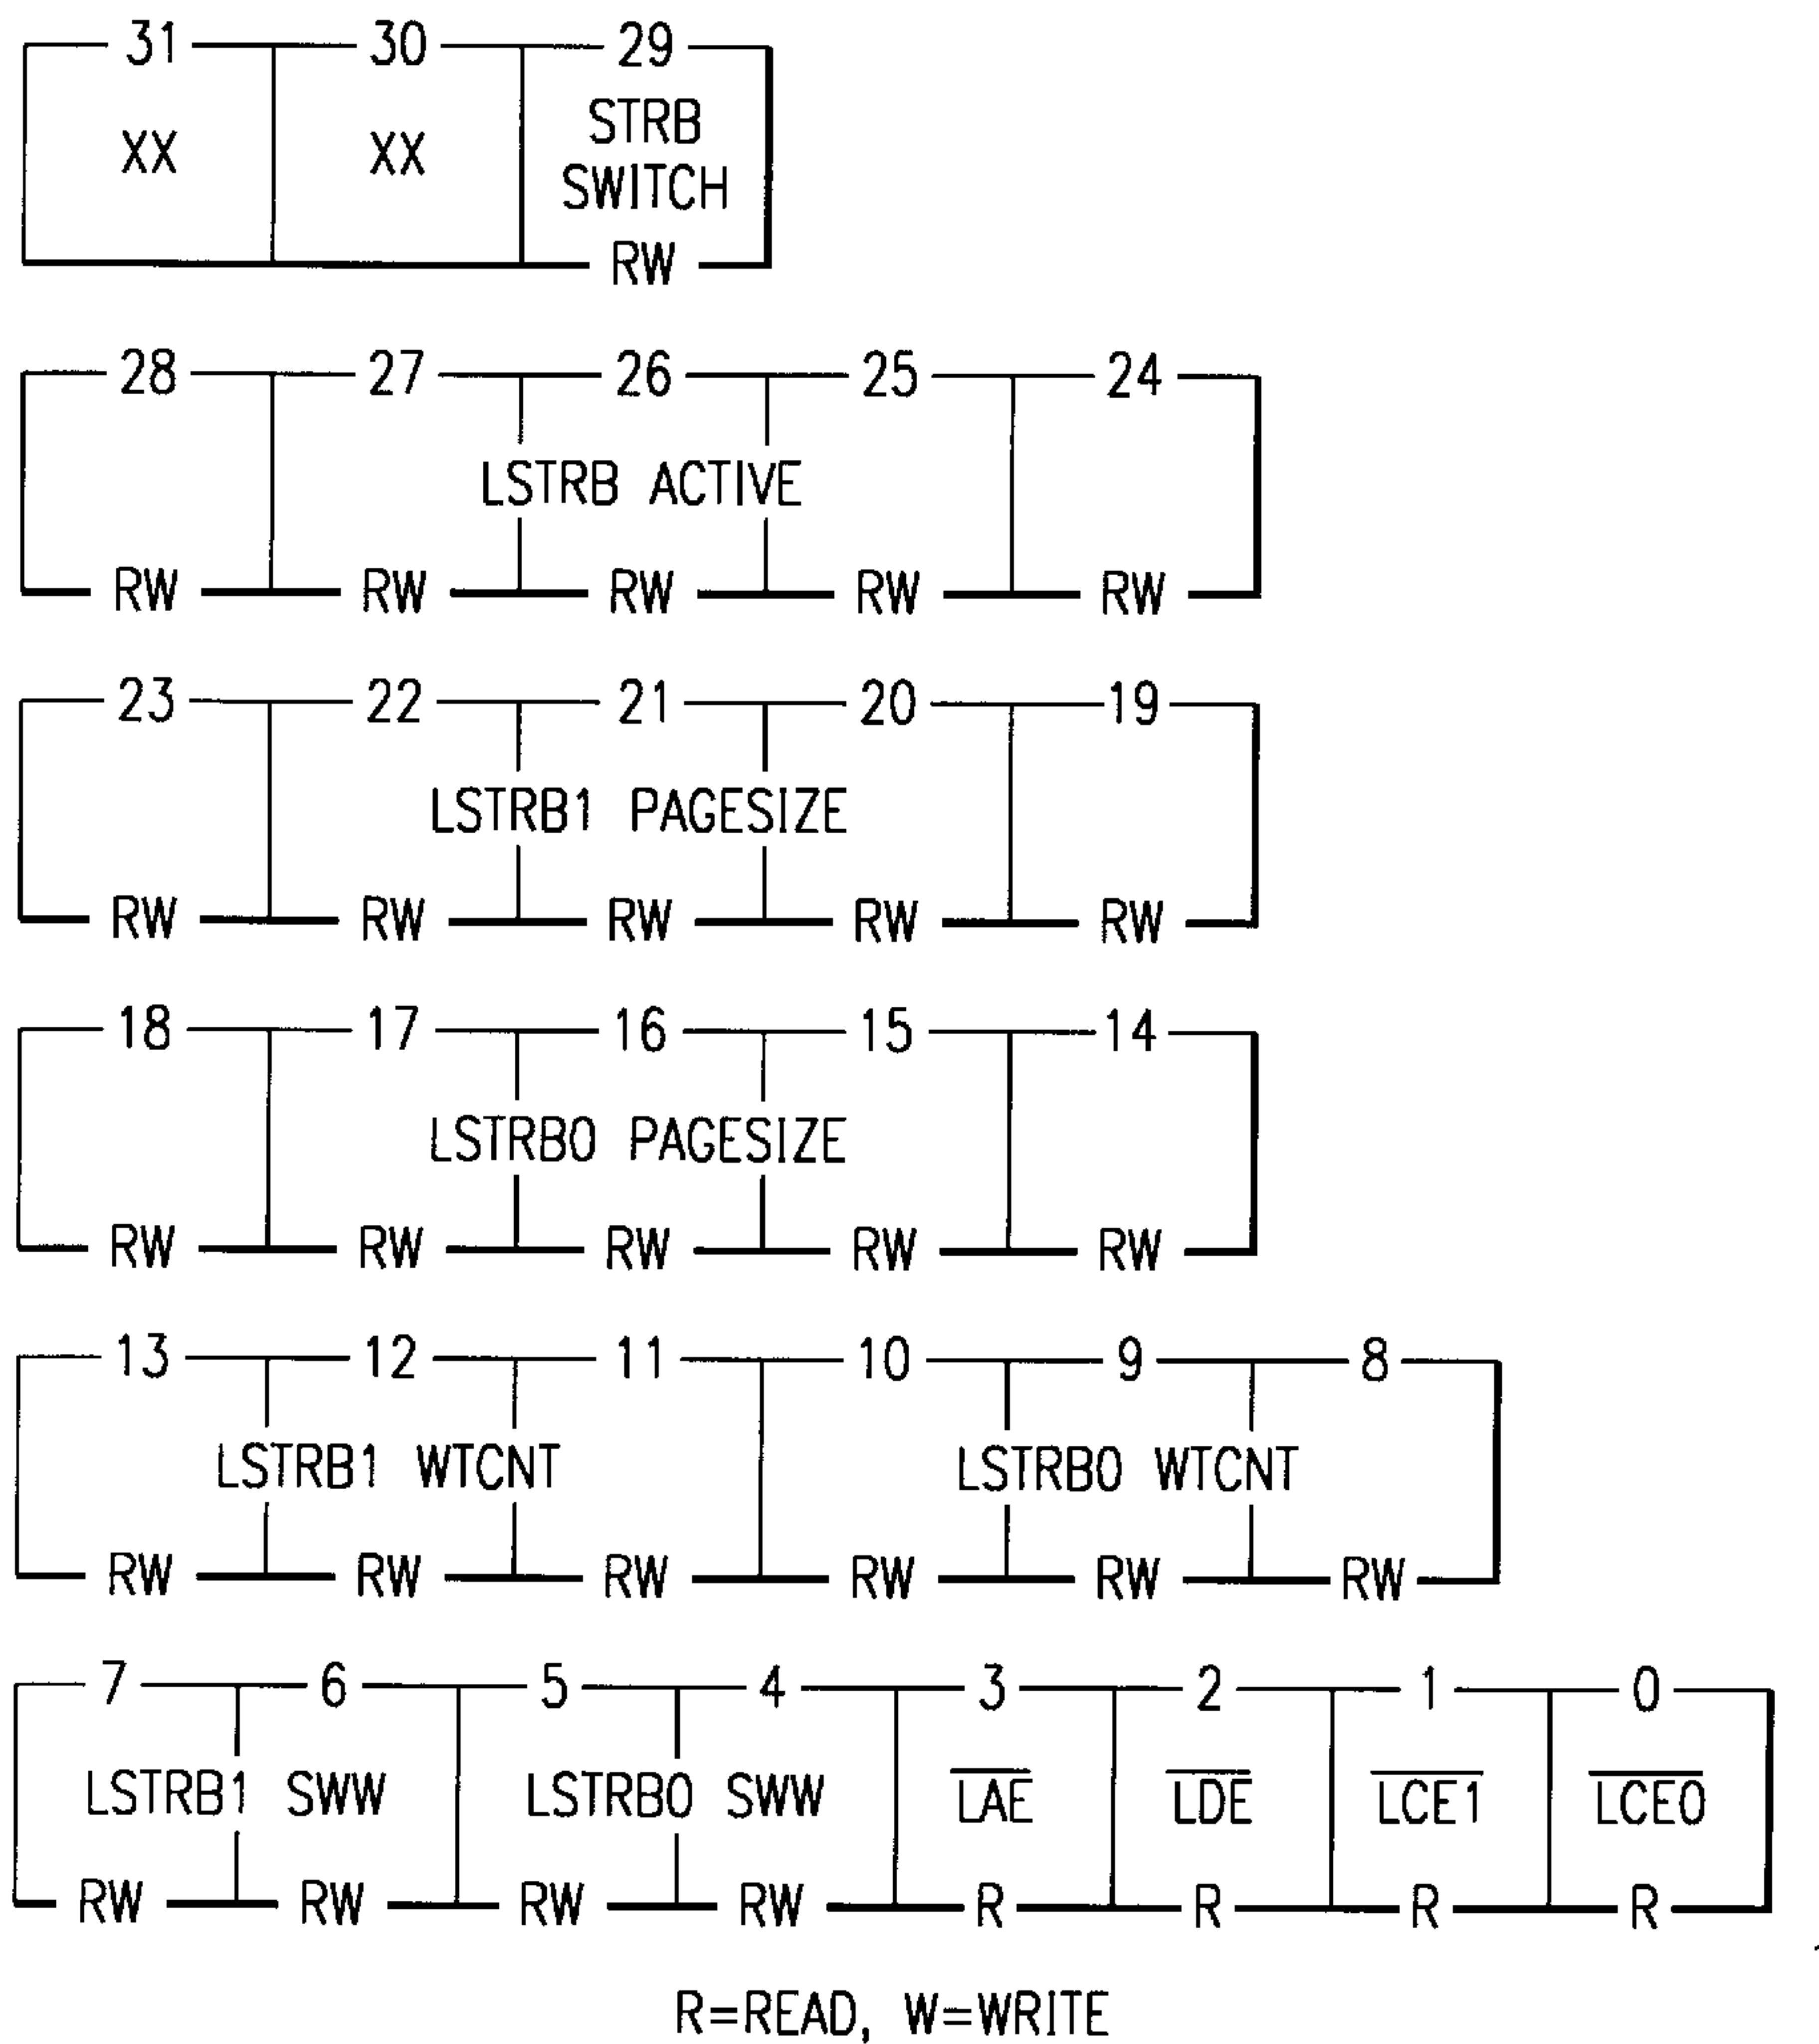 31 30 29
XX XX STRB
SWITCH
RW
28 27 26 25 24
LSTRB ACTIVE
RW RW RW RW RW
23 22 21 20 19
LSTRB1 PAGESIZE
RW RW RW RW RW
18 17 16 15 14
LSTRB0 PAGESIZE
RW RW RW RW RW
13 12 11 10 9 8
LSTRB1 WTCNT LSTRB0 WTCNT
RW RW RW RW RW RW
7 6 5 4 3 2 1 0
LSTRB1 SWW LSTRB0 SWW L̅A̅E̅ L̅D̅E̅ L̅C̅E̅1̅ L̅C̅E̅0̅
RW RW RW RW R R R R
R=READ, W=WRITE